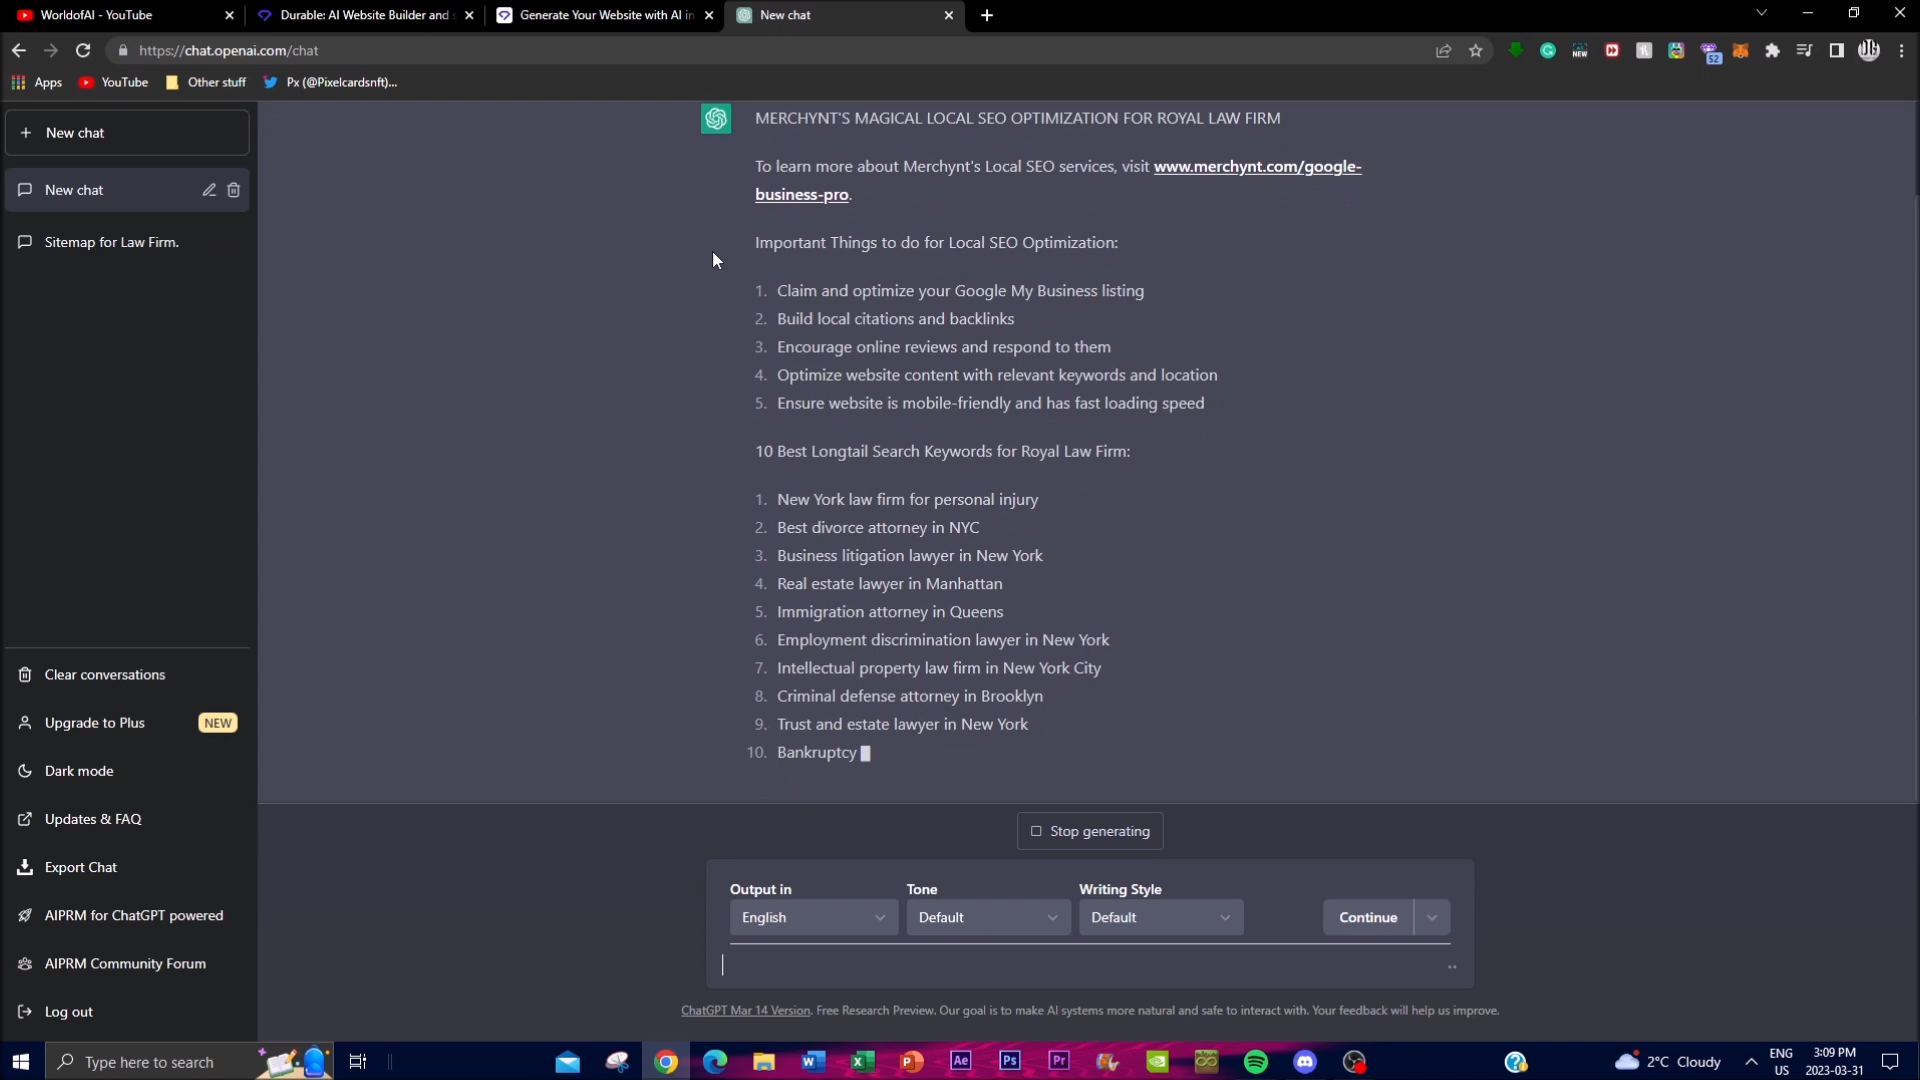 WorldofAI - YouTube
Durable: AI Website Builder and s
Generate Your Website with AI in
New chat
https://chat.openai.com/chat
NEW
52
Apps
YouTube
Other stuff
Px (@Pixelcardsnft)...
New chat
New chat
Sitemap for Law Firm.
Clear conversations
Upgrade to Plus
NEW
Dark mode
Updates & FAQ
Export Chat
AIPRM for ChatGPT powered
AIPRM Community Forum
Log out
MERCHYNT'S MAGICAL LOCAL SEO OPTIMIZATION FOR ROYAL LAW FIRM
To learn more about Merchynt's Local SEO services, visit www.merchynt.com/google-
business-pro.
Important Things to do for Local SEO Optimization:
1. Claim and optimize your Google My Business listing
2. Build local citations and backlinks
3. Encourage online reviews and respond to them
4. Optimize website content with relevant keywords and location
5. Ensure website is mobile-friendly and has fast loading speed
10 Best Longtail Search Keywords for Royal Law Firm:
1. New York law firm for personal injury
2. Best divorce attorney in NYC
3. Business litigation lawyer in New York
4. Real estate lawyer in Manhattan
5. Immigration attorney in Queens
6. Employment discrimination lawyer in New York
7. Intellectual property law firm in New York City
8. Criminal defense attorney in Brooklyn
9. Trust and estate lawyer in New York
10. Bankruptcy
Stop generating
Output in
Tone
Writing Style
English
Default
Default
Continue
ChatGPT Mar 14 Version. Free Research Preview. Our goal is to make AI systems more natural and safe to interact with. Your feedback will help us improve.
Type here to search
Ae
Ps
Pr
2°C Cloudy
ENG
US
3:09 PM
2023-03-31